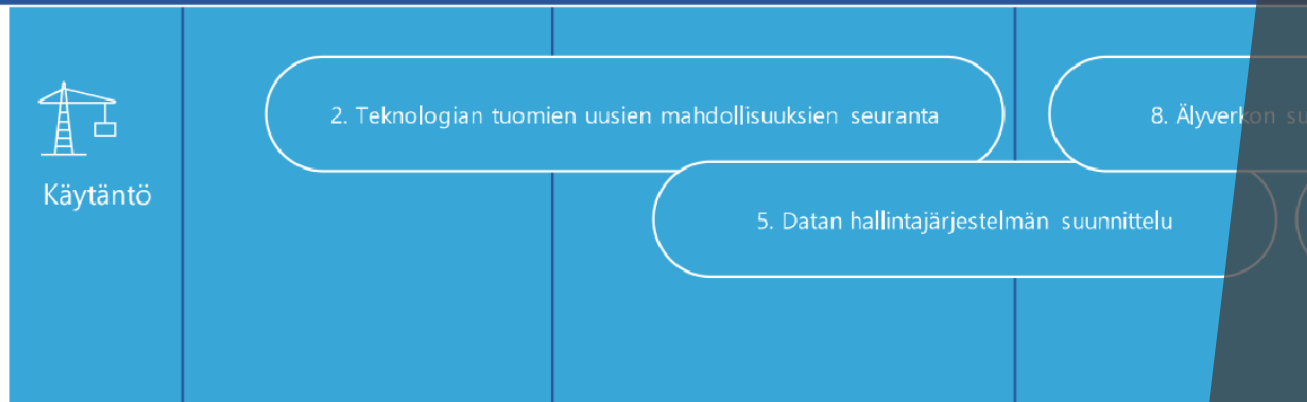 2. Teknologian tuomien uusien mahdollisuuksien seuranta
8. Älyverkon
Käytäntö
5. Datan hallintajärjestelmän suunnittelu